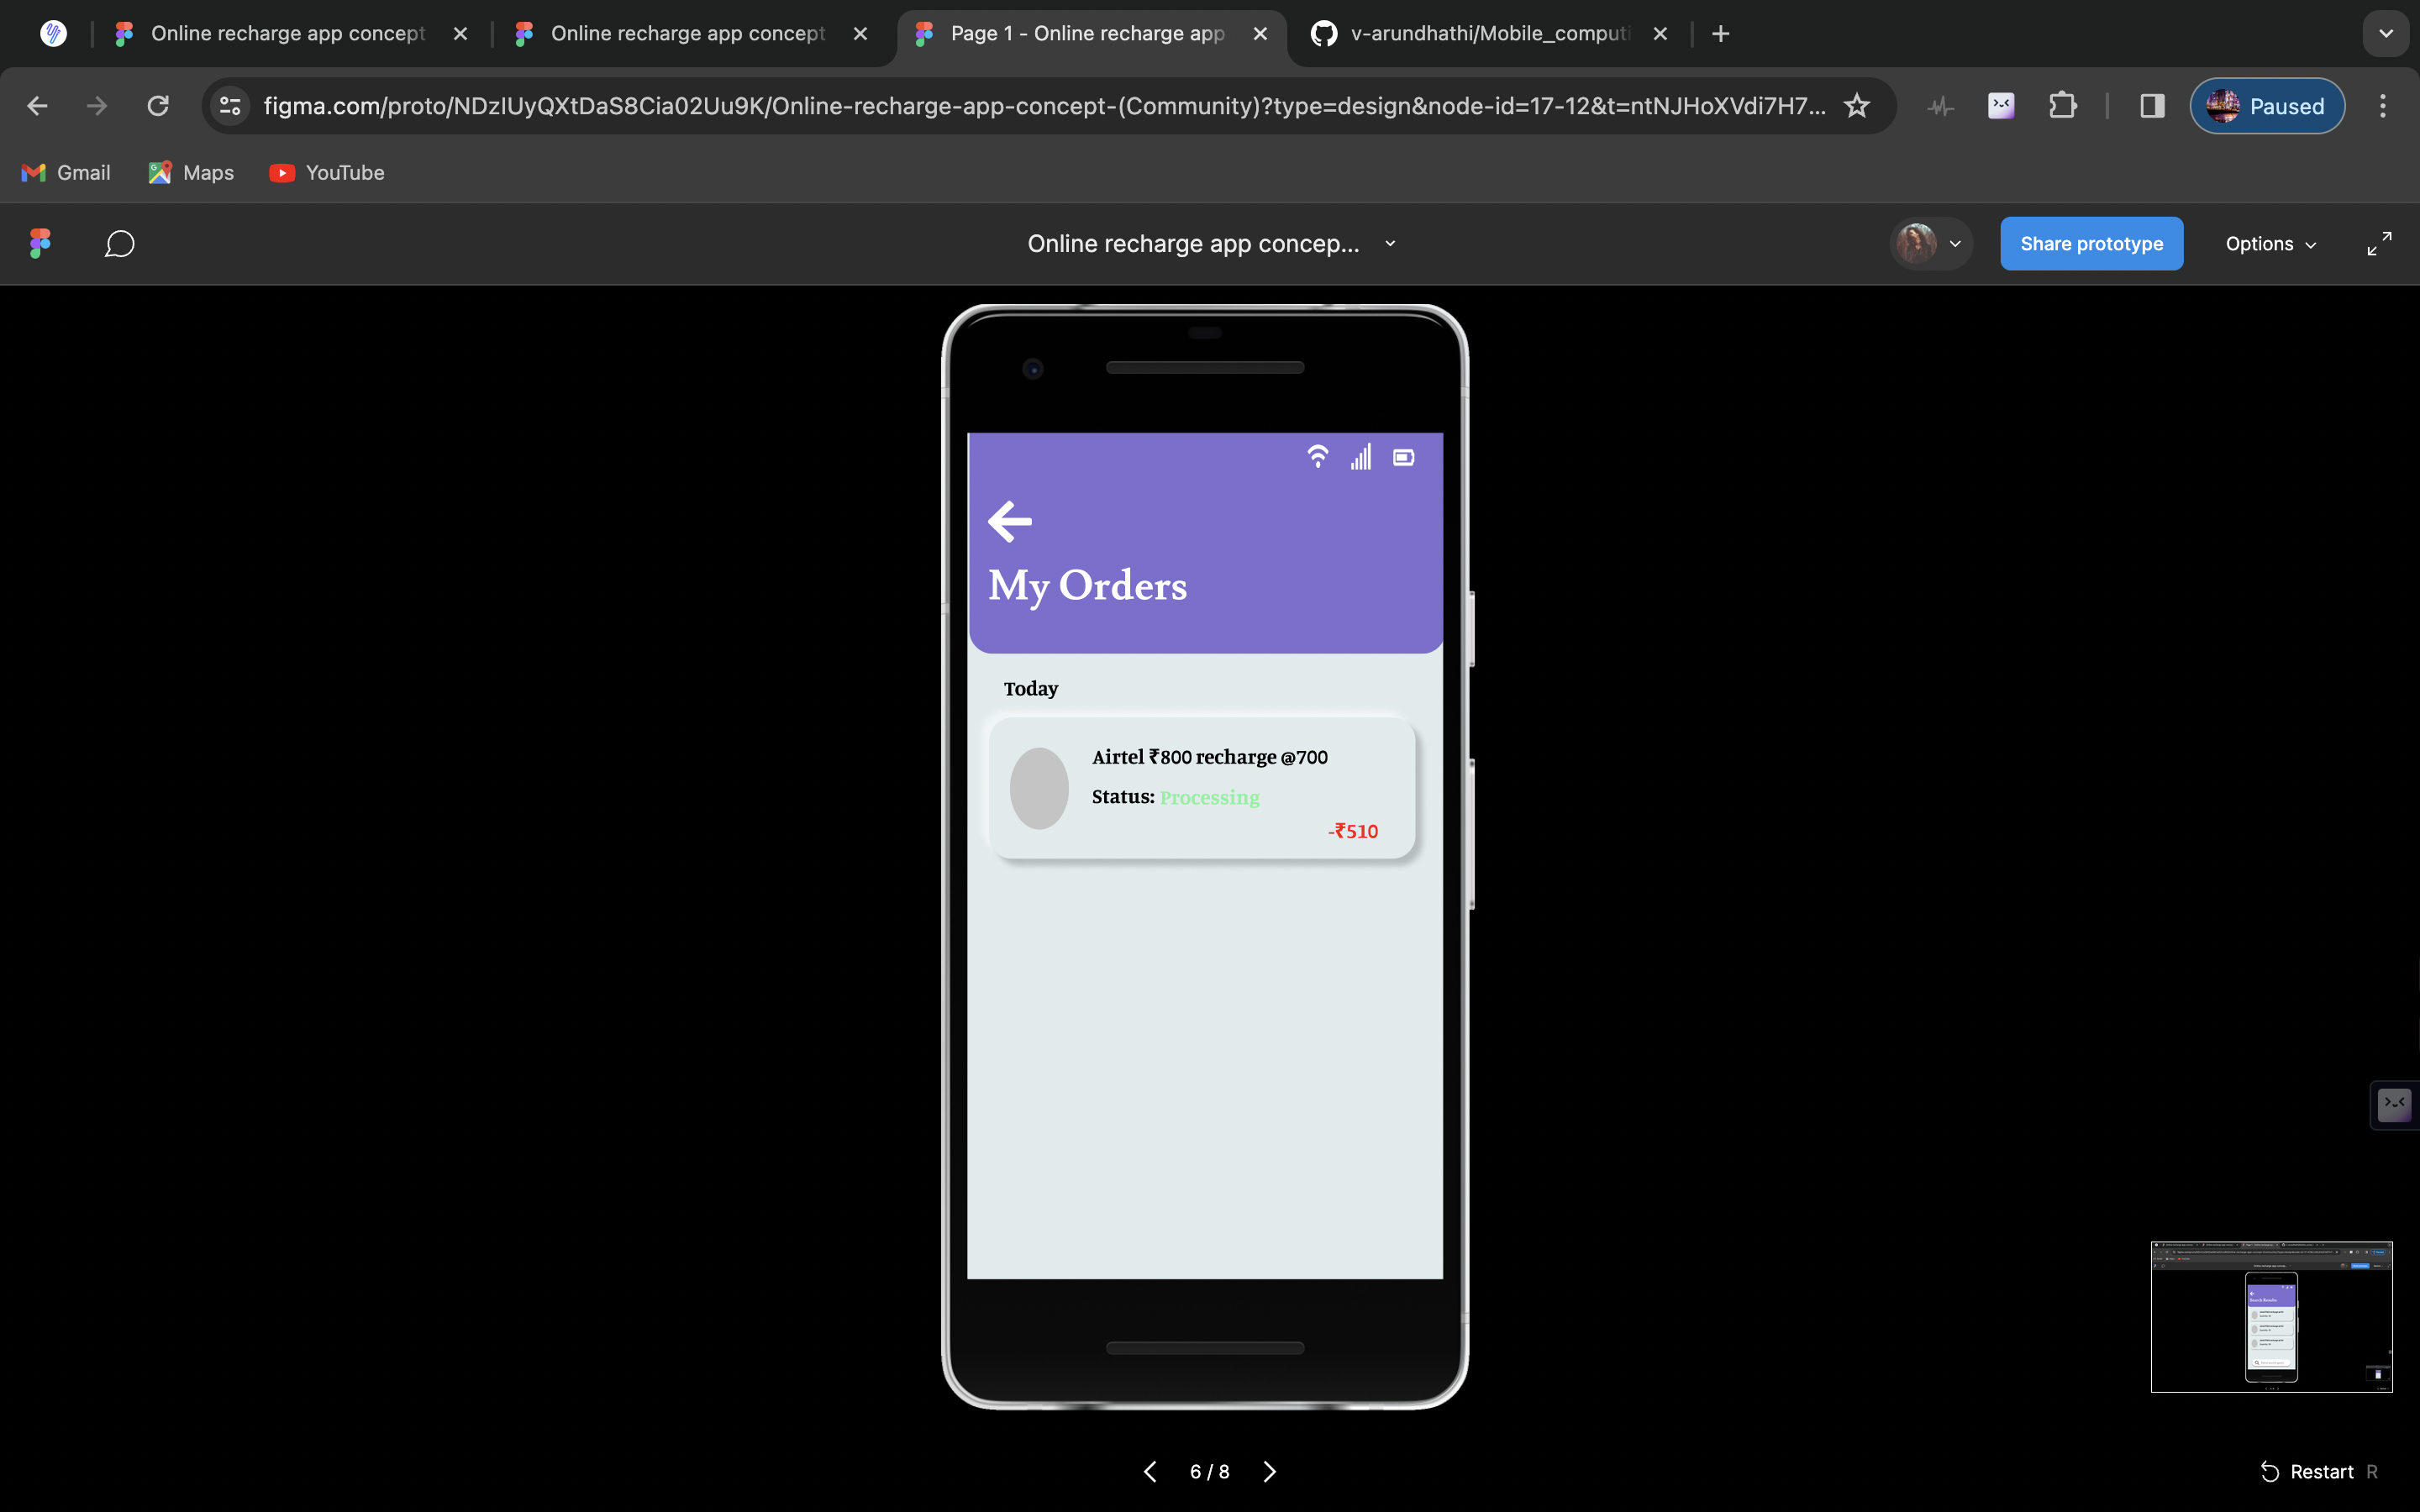 Online recharge app concept
Online recharge app concept
Page 1 - Online recharge app
v-arundhathi/Mobile_computi
figma.com/proto/NDzIUyQXtDaS8Cia02Uu9K/Online-recharge-app-concept-(Community)?type=design&node-id=17-12&t=ntNJHoXVdi7H7...
Paused
Gmail
Maps
YouTube
Online recharge app concep...
Share prototype
Options
My Orders
Today
Airtel ₹800 recharge @700
Status: Processing
-₹510
6 / 8
Restart R